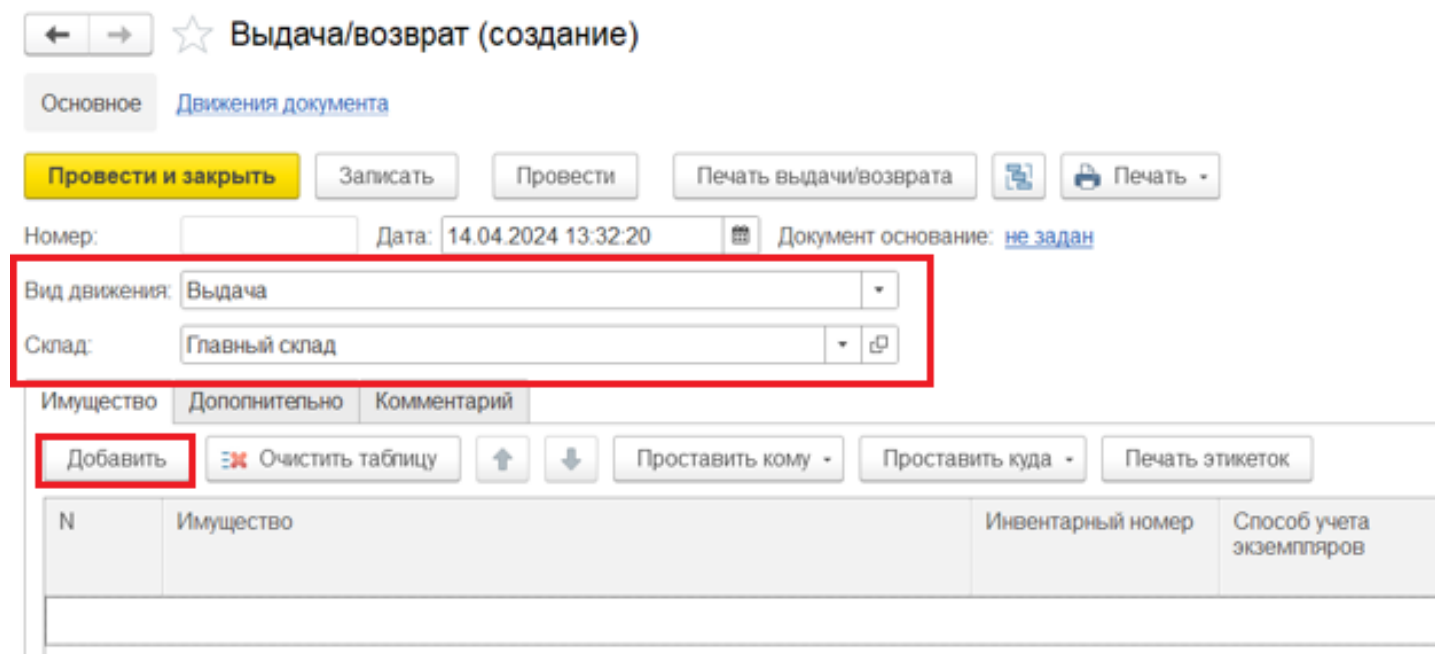 Выдача/возврат (создание)
Основное Движения документа
Провести и закрыть Записать Провести Печать выдачи/возврата Печать
Номер: Дата: 14.04.2024 13:32:20 Документ основание: не задан
Вид движения: Выдача
Склад: Главный склад
Имущество Дополнительно Комментарий
Добавить Очистить таблицу Проставить кому Проставить куда Печать этикеток
N Имущество Инвентарный номер Способ учета
экземпляров